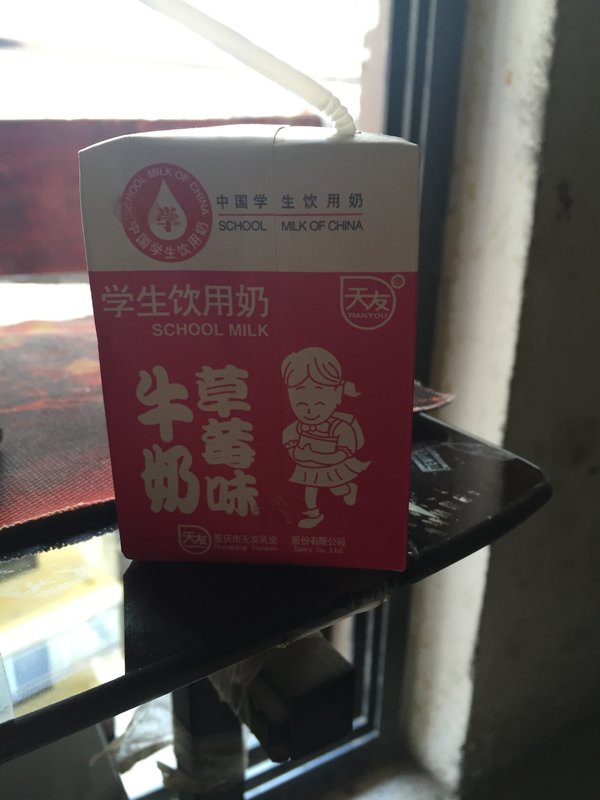 SCHOOL MILK OF CHINA
学
中国学生饮用奶
中国学生饮用奶
SCHOOL MILK OF CHINA
学生饮用奶
SCHOOL MILK
天友®
TIANYOU
草莓味
牛奶
天友
重庆市天友乳业 股份有限公司
Chongqing Tianyou Dairy Co.Ltd